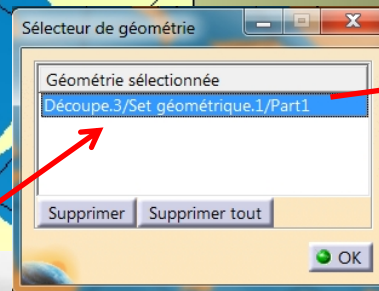 Sélecteur de géométrie
Géométrie sélectionnée
Découpe.3/Set géométrique.1/Part1
Supprimer Supprimer tout
OK